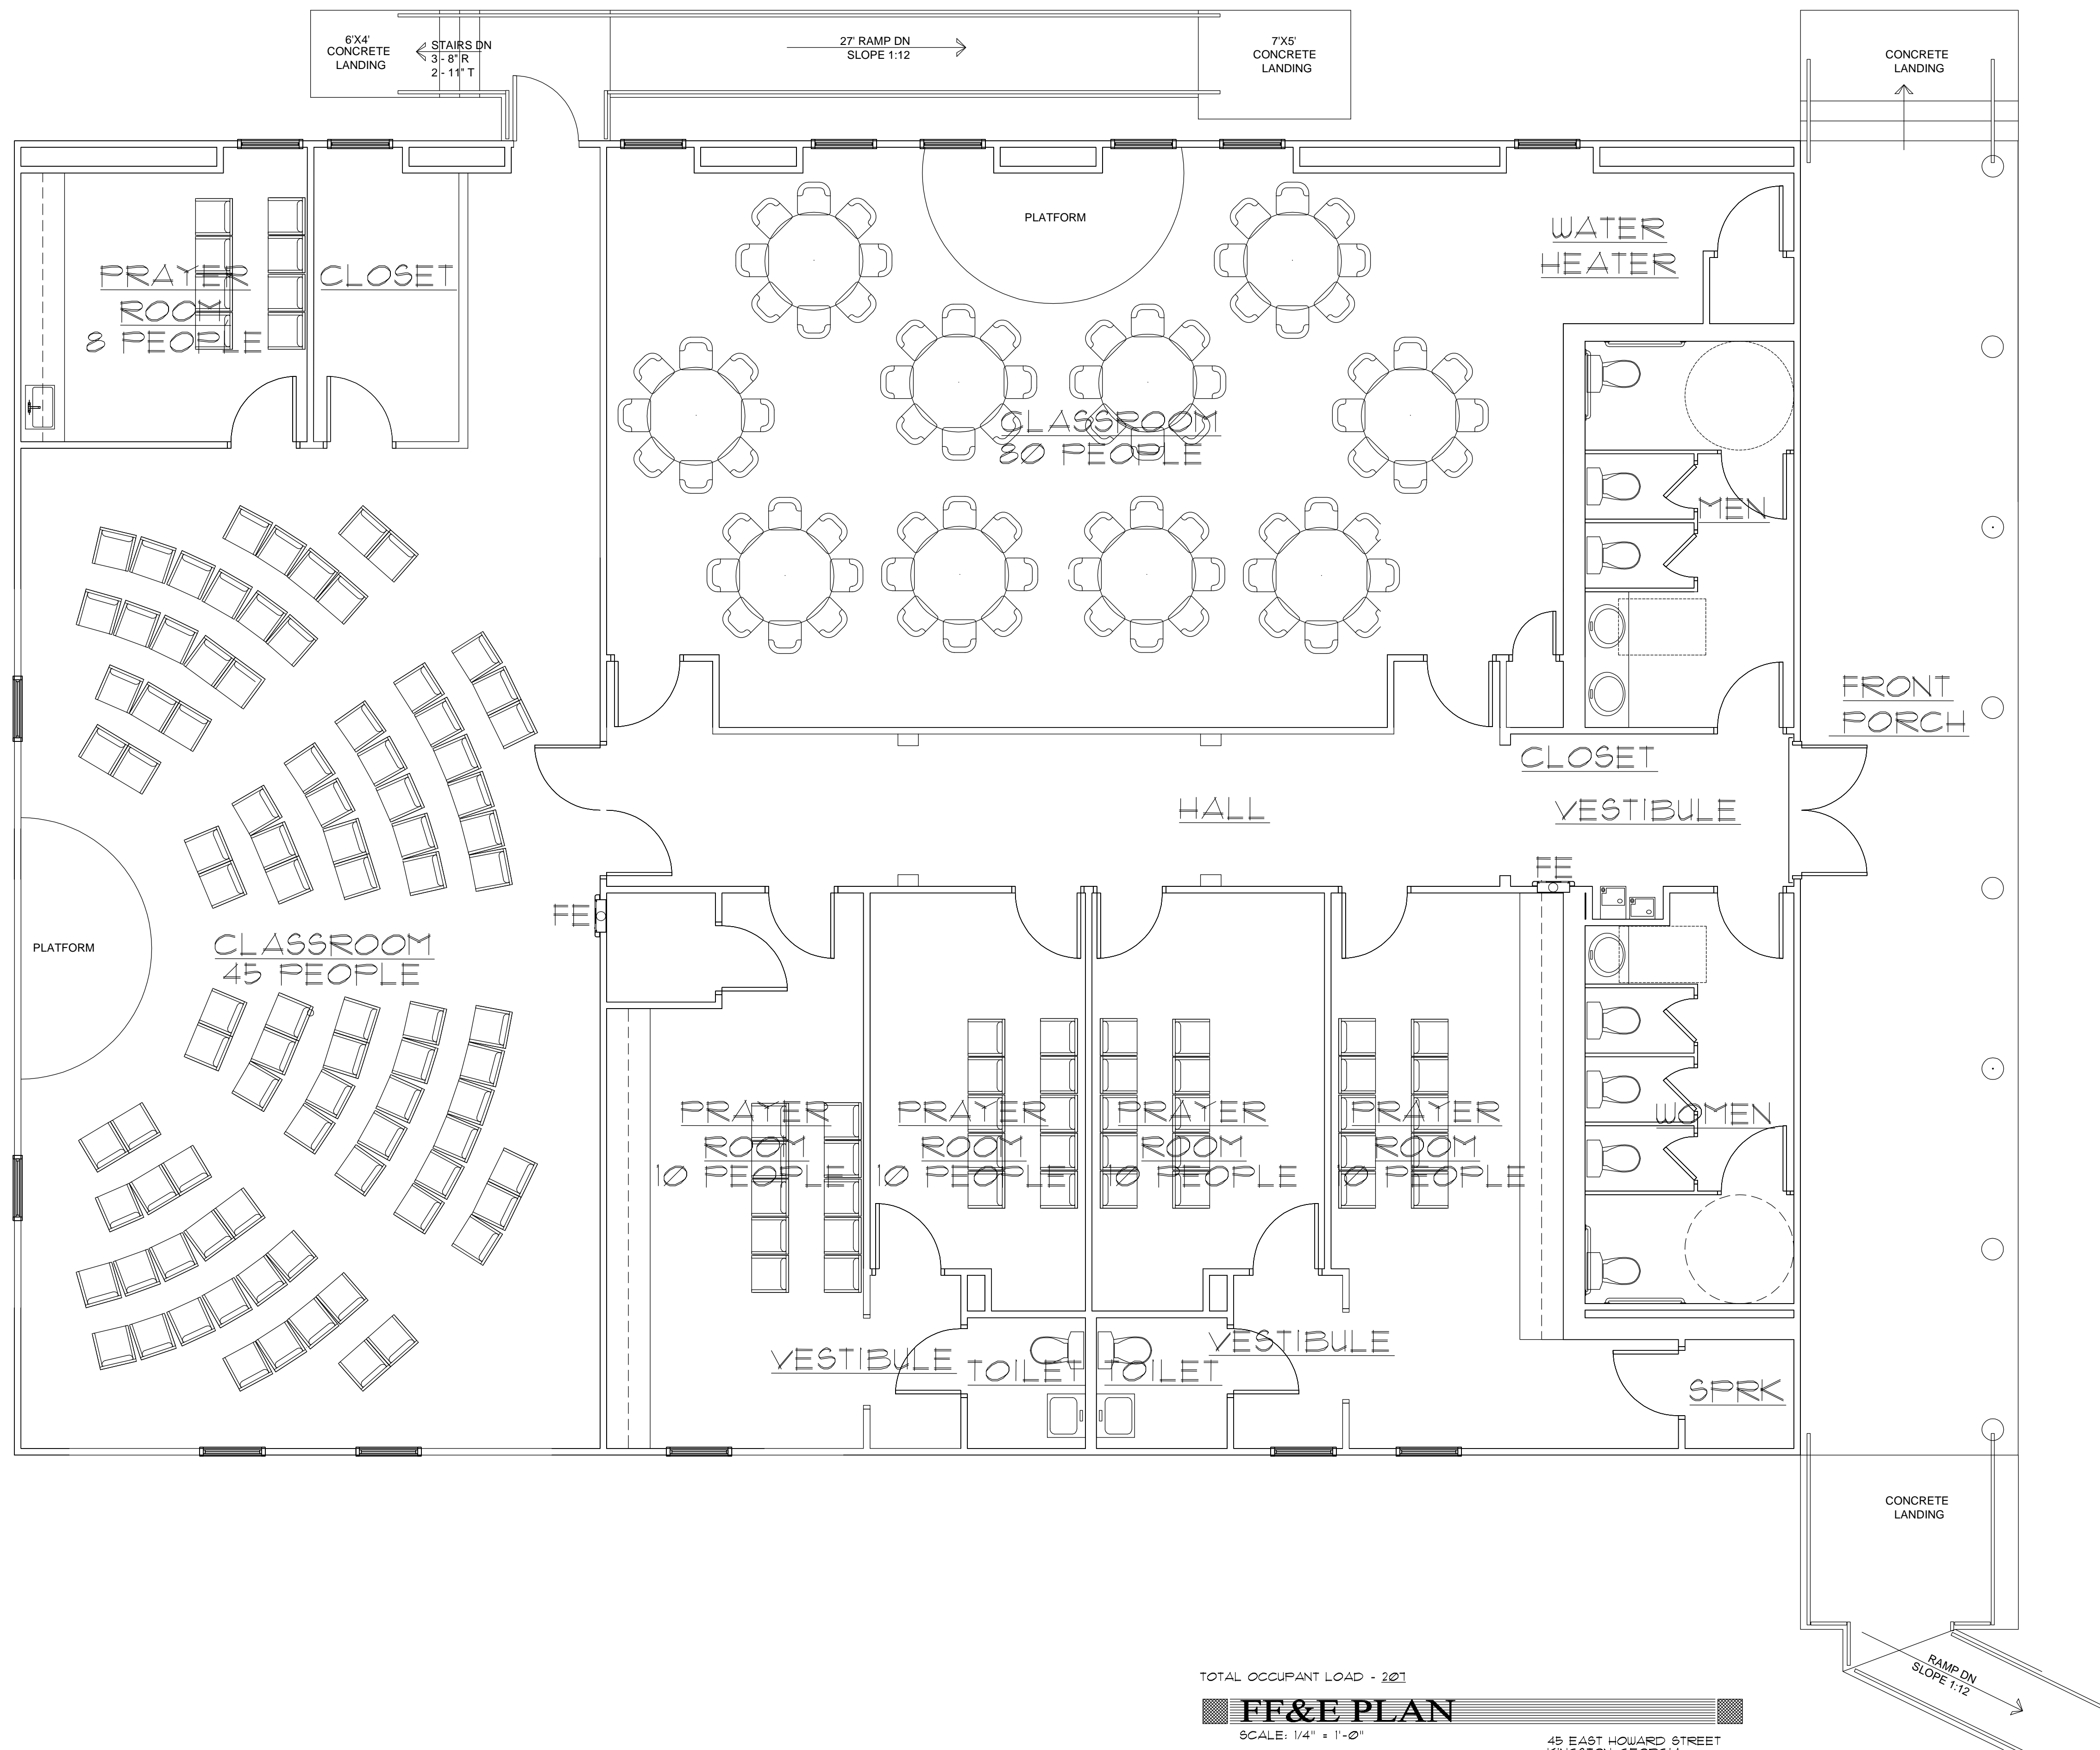 6'X4'
CONCRETE
LANDING
STAIRS DN
3 - 8" R
2 - 11" T
27' RAMP DN
SLOPE 1:12
7'X5'
CONCRETE
LANDING
CONCRETE
LANDING
PRAYER
ROOM
8 PEOPLE
CLOSET
PLATFORM
WATER
HEATER
CLASSROOM
80 PEOPLE
MEN
FRONT
PORCH
CLOSET
HALL
VESTIBULE
FE
FE
PLATFORM
CLASSROOM
45 PEOPLE
PRAYER
ROOM
10 PEOPLE
PRAYER
ROOM
10 PEOPLE
PRAYER
ROOM
10 PEOPLE
PRAYER
ROOM
10 PEOPLE
WOMEN
VESTIBULE
TOILET
TOILET
VESTIBULE
SPRK
CONCRETE
LANDING
RAMP DN
SLOPE 1:12
TOTAL OCCUPANT LOAD - 207
FF&E PLAN
SCALE: 1/4" = 1'-0"
45 EAST HOWARD STREET